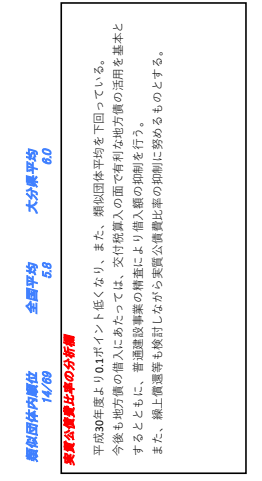 類似団体内順位 全国平均 大分県平均
14/69 5.8 6.0
実質公債費比率の分析欄
平成30年度より0.1ポイント低くなり、また、類似団体平均を下回っている。
今後も地方債の借入にあたっては、交付税算入の面で有利な地方債の活用を基本と
するとともに、普通建設事業の精査により借入額の抑制を行う。
また、繰上償還等も検討しながら実質公債費比率の抑制に努めるものとする。